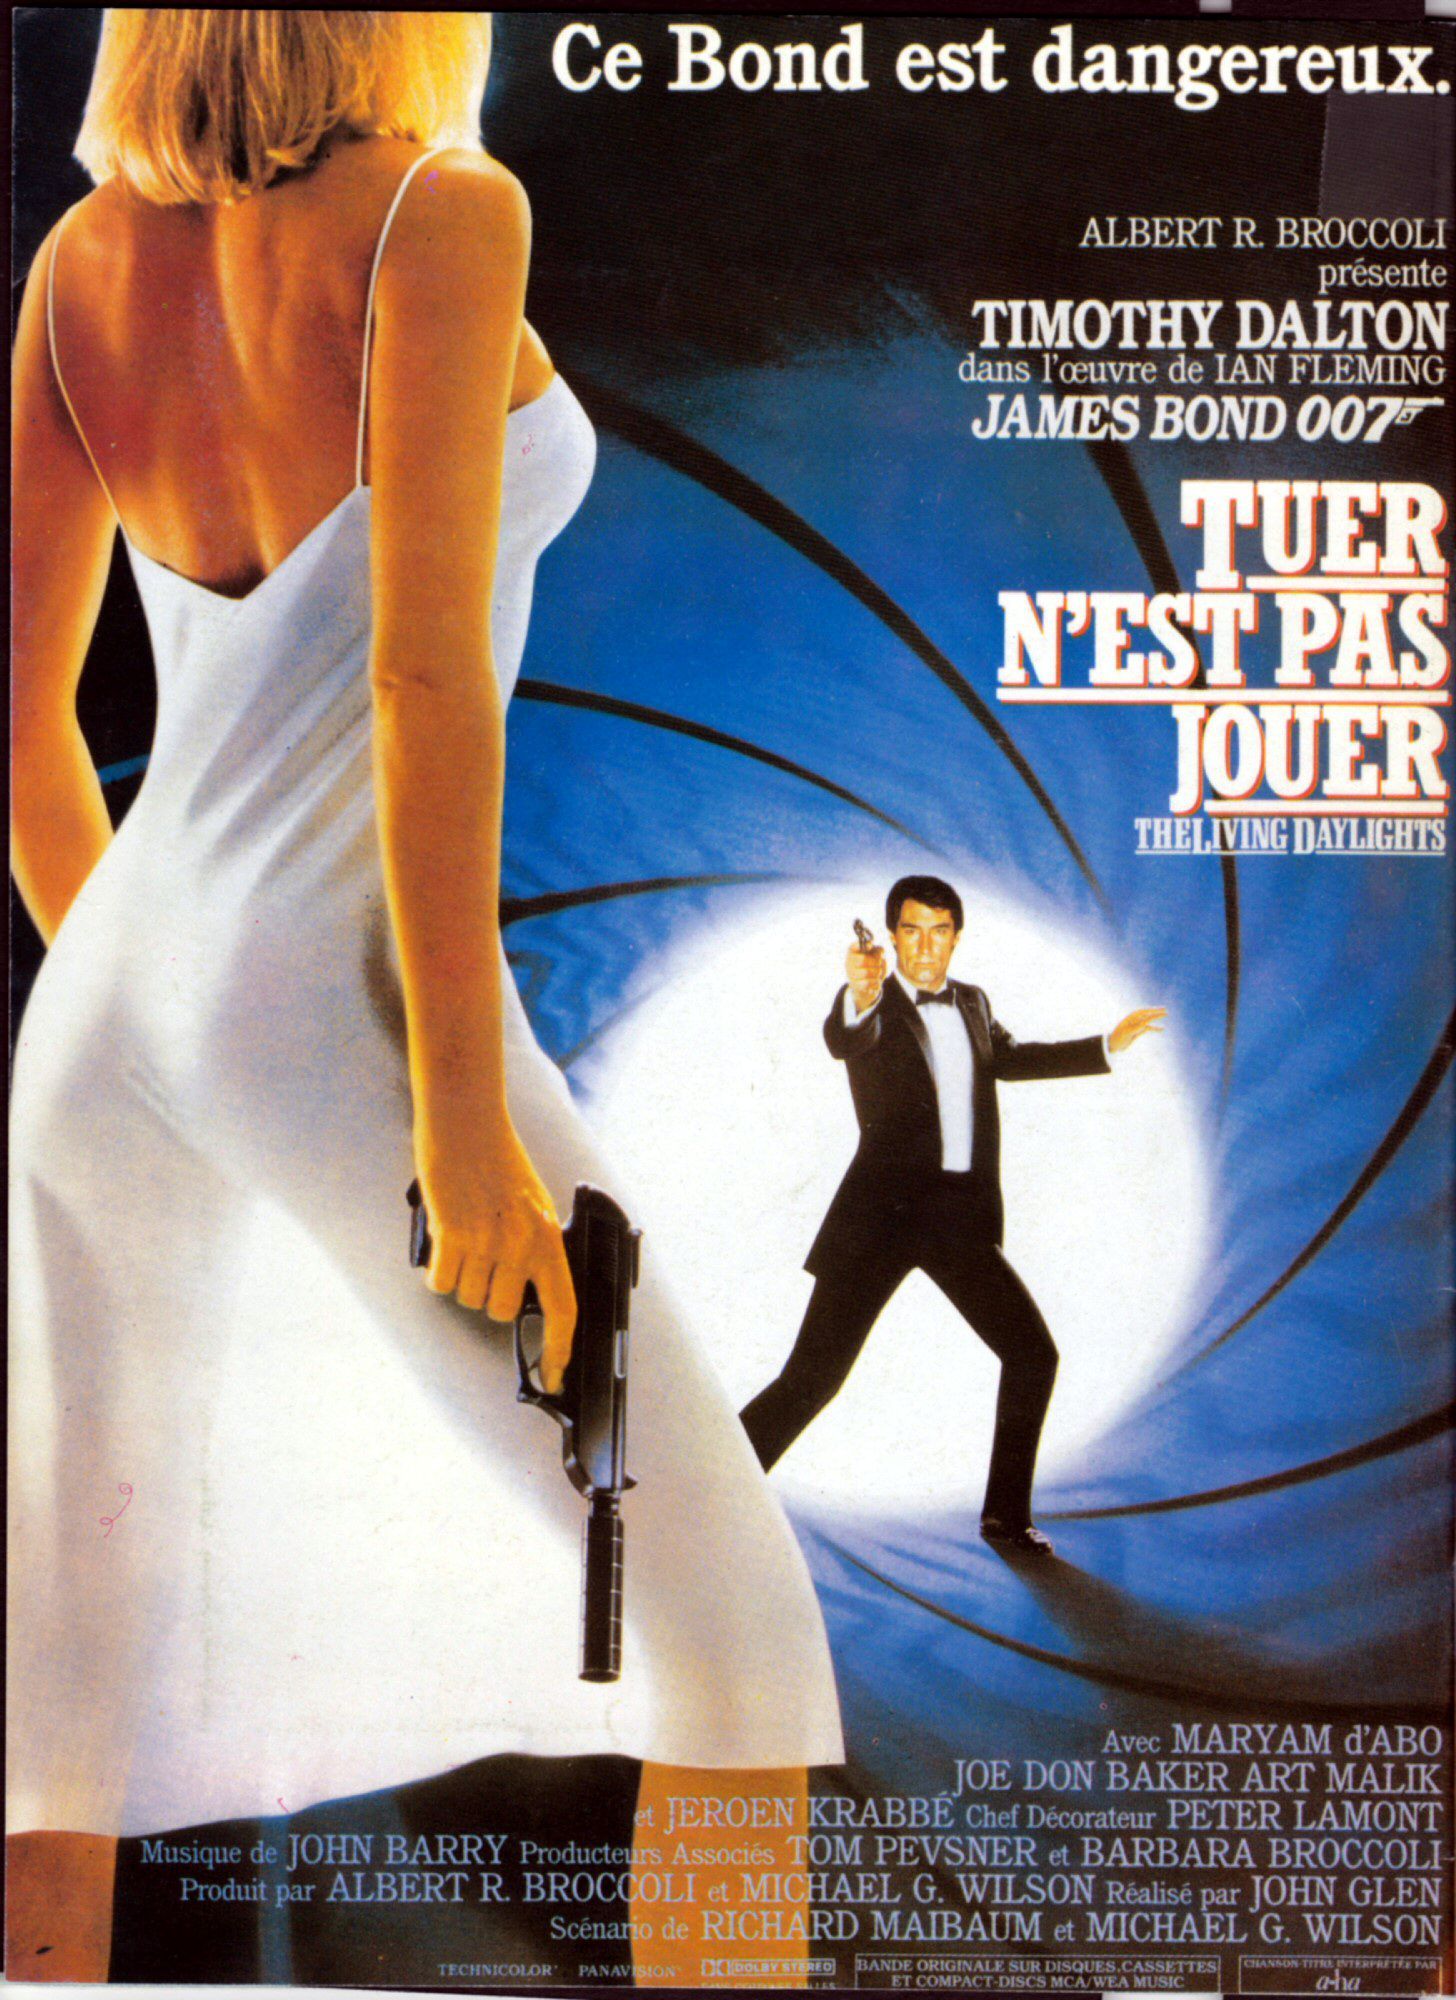 Ce Bond est dangereux.
ALBERT R. BROCCOLI
présente
TIMOTHY DALTON
dans l'œuvre de IAN FLEMING
JAMES BOND 007
TUER
N'EST PAS
JOUER
THE LIVING DAYLIGHTS
Avec MARYAM d'ABO
JOE DON BAKER ART MALIK
et JEROEN KRABBÉ Chef Décorateur PETER LAMONT
Musique de JOHN BARRY Producteurs Associés TOM PEVSNER et BARBARA BROCCOLI
Produit par ALBERT R. BROCCOLI et MICHAEL G. WILSON Réalisé par JOHN GLEN
Scénario de RICHARD MAIBAUM et MICHAEL G. WILSON
TECHNICOLOR® PANAVISION® DOLBY STEREO
BANDE ORIGINALE SUR DISQUES, CASSETTES
ET COMPACT-DISCS MCA/WEA MUSIC
CHANSON-TITRE INTERPRÉTÉE PAR
a-ha